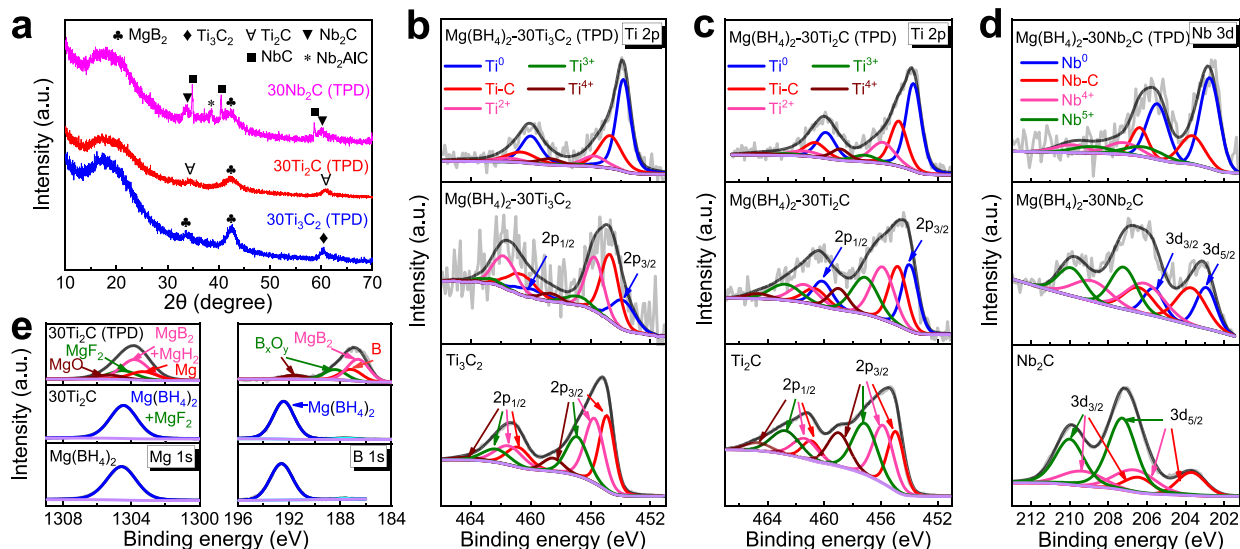 a
♣ MgB₂ ♦ Ti₃C₂ ∀ Ti₂C ▼ Nb₂C
■ NbC * Nb₂AlC
30Nb₂C (TPD)
30Ti₂C (TPD)
30Ti₃C₂ (TPD)
Intensity (a.u.)
10 20 30 40 50 60 70
2θ (degree)
b
Mg(BH₄)₂-30Ti₃C₂ (TPD) Ti 2p
Ti⁰ Ti³⁺
Ti-C Ti⁴⁺
Ti²⁺
Mg(BH₄)₂-30Ti₃C₂
2p₁/₂
2p₃/₂
Ti₃C₂
2p₁/₂
2p₃/₂
Intensity (a.u.)
464 460 456 452
Binding energy (eV)
c
Mg(BH₄)₂-30Ti₂C (TPD) Ti 2p
Ti⁰ Ti³⁺
Ti-C Ti⁴⁺
Ti²⁺
Mg(BH₄)₂-30Ti₂C
2p₁/₂
2p₃/₂
Ti₂C
2p₁/₂
2p₃/₂
Intensity (a.u.)
464 460 456 452
Binding energy (eV)
d
Mg(BH₄)₂-30Nb₂C (TPD) Nb 3d
Nb⁰
Nb-C
Nb⁴⁺
Nb⁵⁺
Mg(BH₄)₂-30Nb₂C
3d₃/₂
3d₅/₂
Nb₂C
3d₃/₂
3d₅/₂
Intensity (a.u.)
212 210 208 206 204 202
Binding energy (eV)
e
30Ti₂C (TPD)
MgB₂
+MgH₂
MgF₂
MgO
Mg
BₓOᵧ
MgB₂
B
30Ti₂C
Mg(BH₄)₂
+MgF₂
Mg(BH₄)₂
Mg(BH₄)₂
Mg 1s
B 1s
Intensity (a.u.)
1308 1304 1300
196 192 188 184
Binding energy (eV)